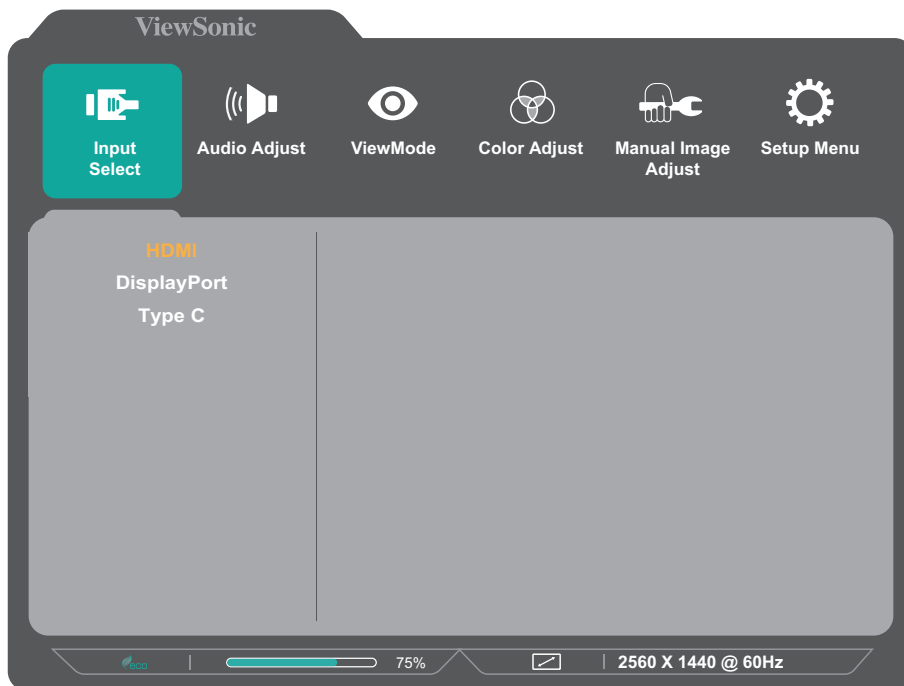 ViewSonic
Input
Select
Audio Adjust
ViewMode
Color Adjust
Manual Image
Adjust
Setup Menu
HDMI
DisplayPort
Type C
eco
75%
2560 X 1440 @ 60Hz